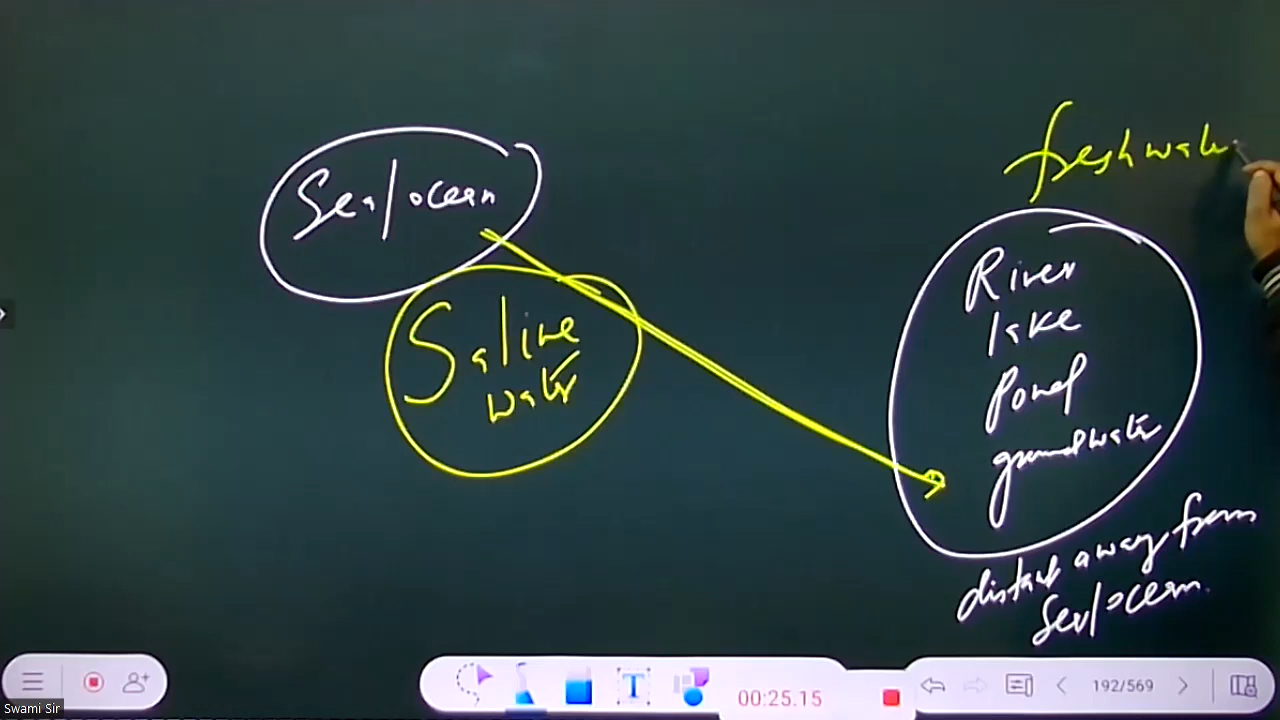 Sea/ocean
Saline
water
freshwate
River
lake
Pond
groundwater
distant away from
Sea/ocean.
T
00:25.15
192/569
Swami Sir